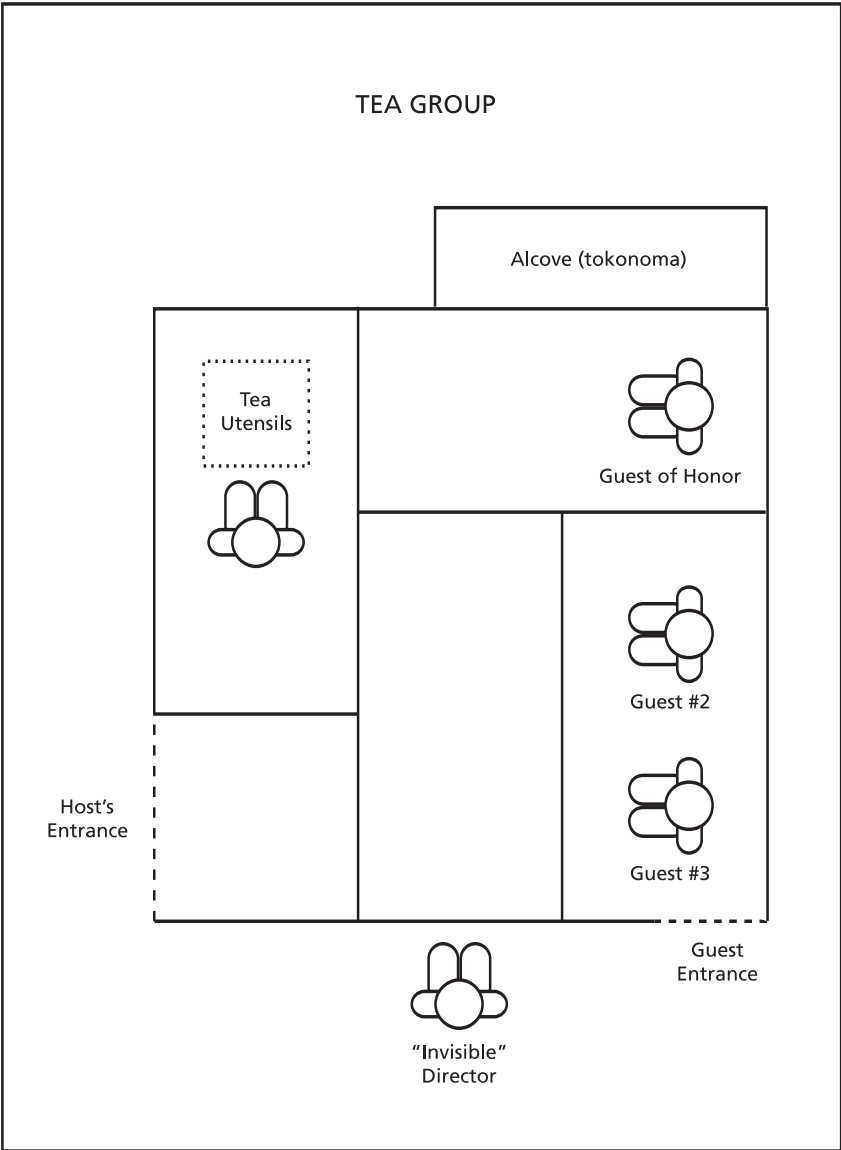 TEA GROUP
Alcove (tokonoma)
Tea
Utensils
Guest of Honor
Guest #2
Host's
Entrance
Guest #3
Guest
Entrance
“Invisible”
Director